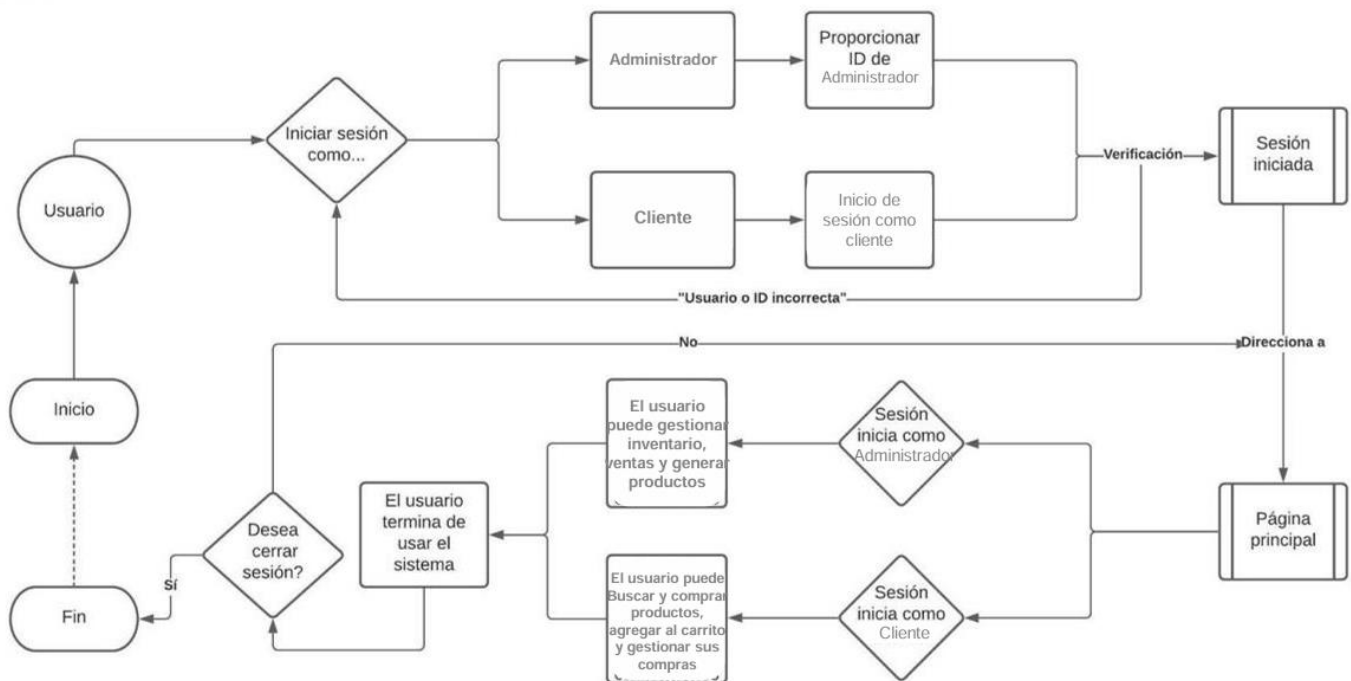 Administrador
Proporcionar
ID de
Administrador
Iniciar sesión
como...
Verificación
Sesión
iniciada
Usuario
Cliente
Inicio de
sesión como
cliente
"Usuario o ID incorrecta"
No
Direcciona a
Inicio
El usuario
puede gestionar
inventario,
ventas y generar
productos
Sesión
inicia como
Administrador
El usuario
termina de
usar el
sistema
Desea
cerrar
sesión?
Página
principal
Sí
Fin
El usuario puede
Buscar y comprar
productos,
agregar al carrito
y gestionar sus
compras
Sesión
inicia como
Cliente